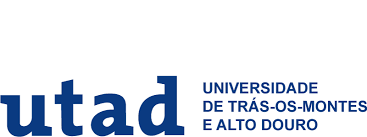 utad
UNIVERSIDADE
DE TRÁS-OS-MONTES
E ALTO DOURO